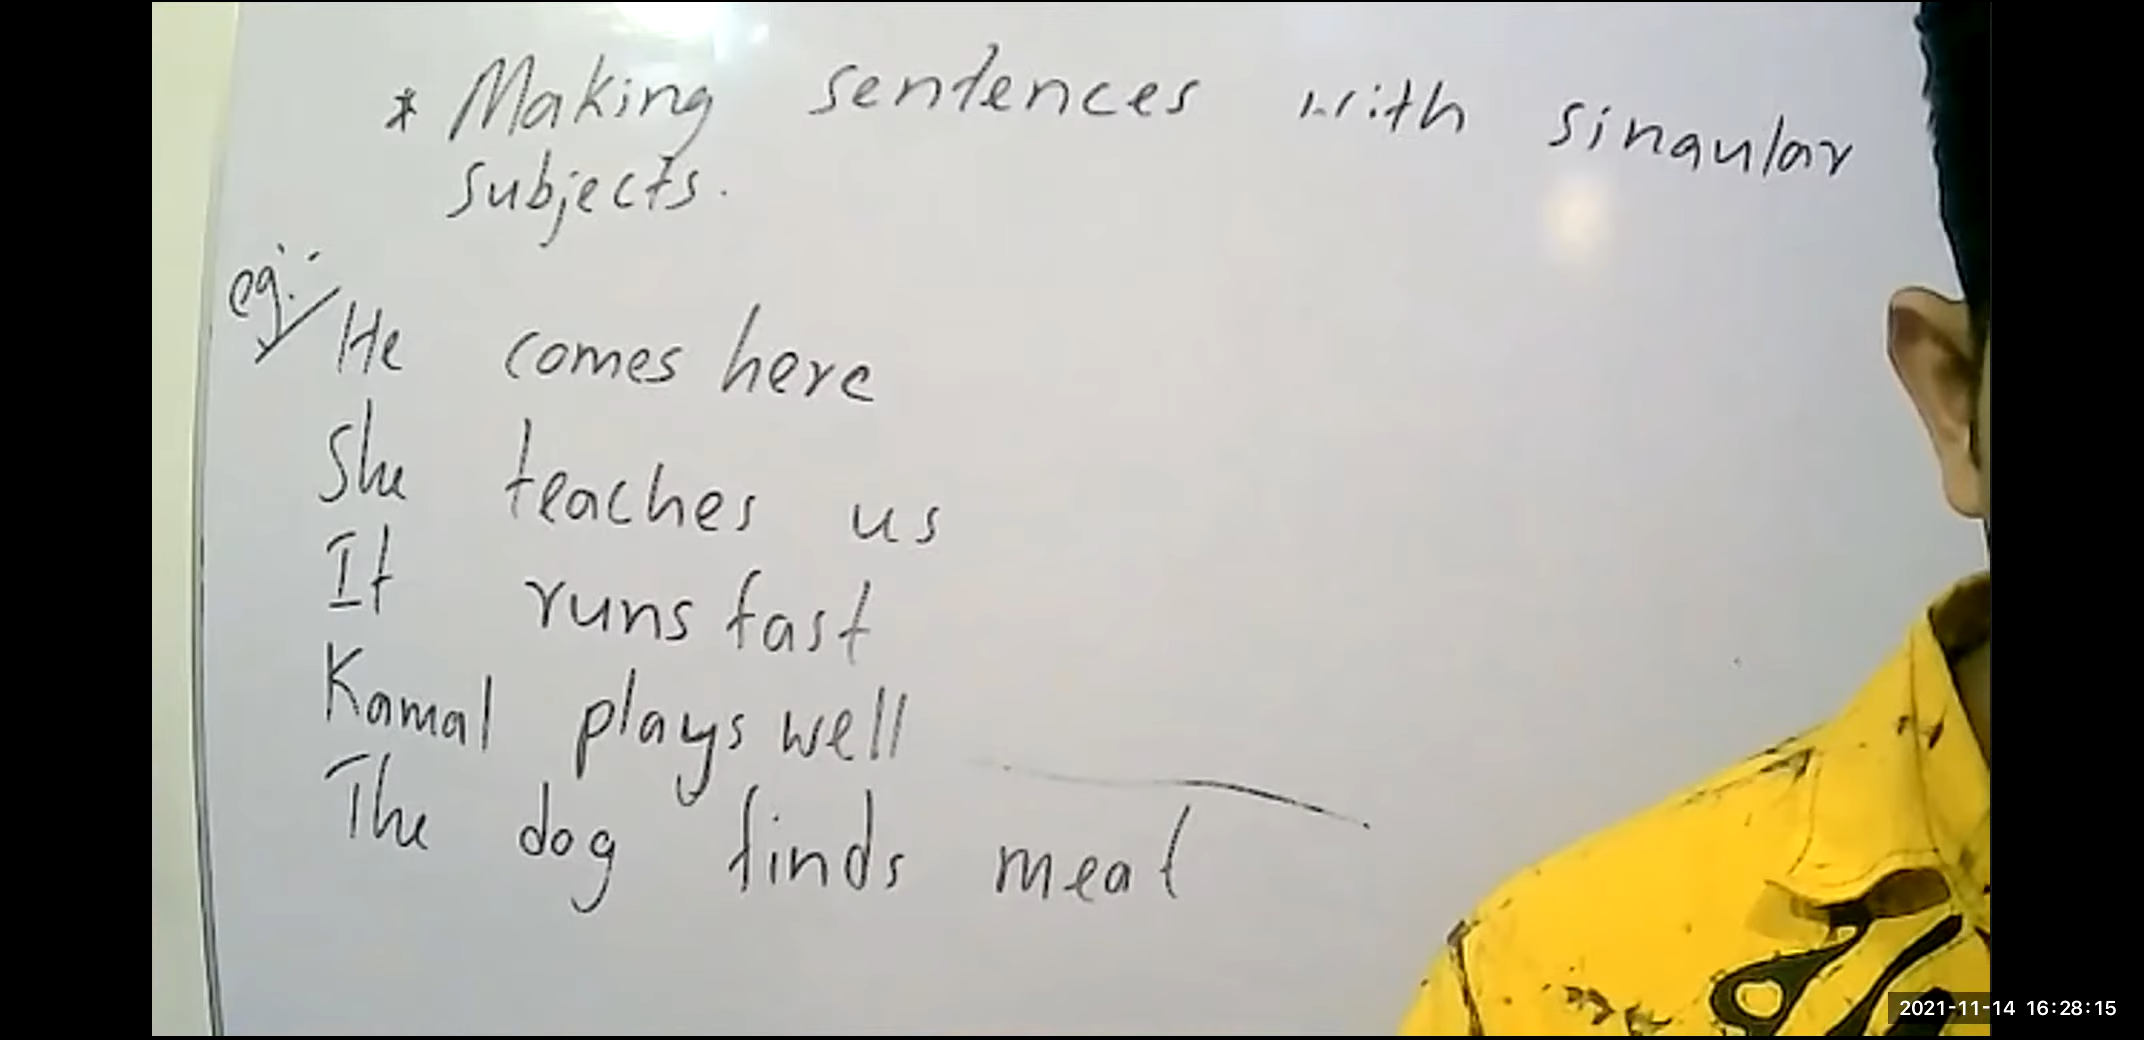 * Making sentences with singular
subjects.
eg:-
He comes here
She teaches us
It runs fast
Kamal plays well
The dog finds meat
2021-11-14 16:28:15